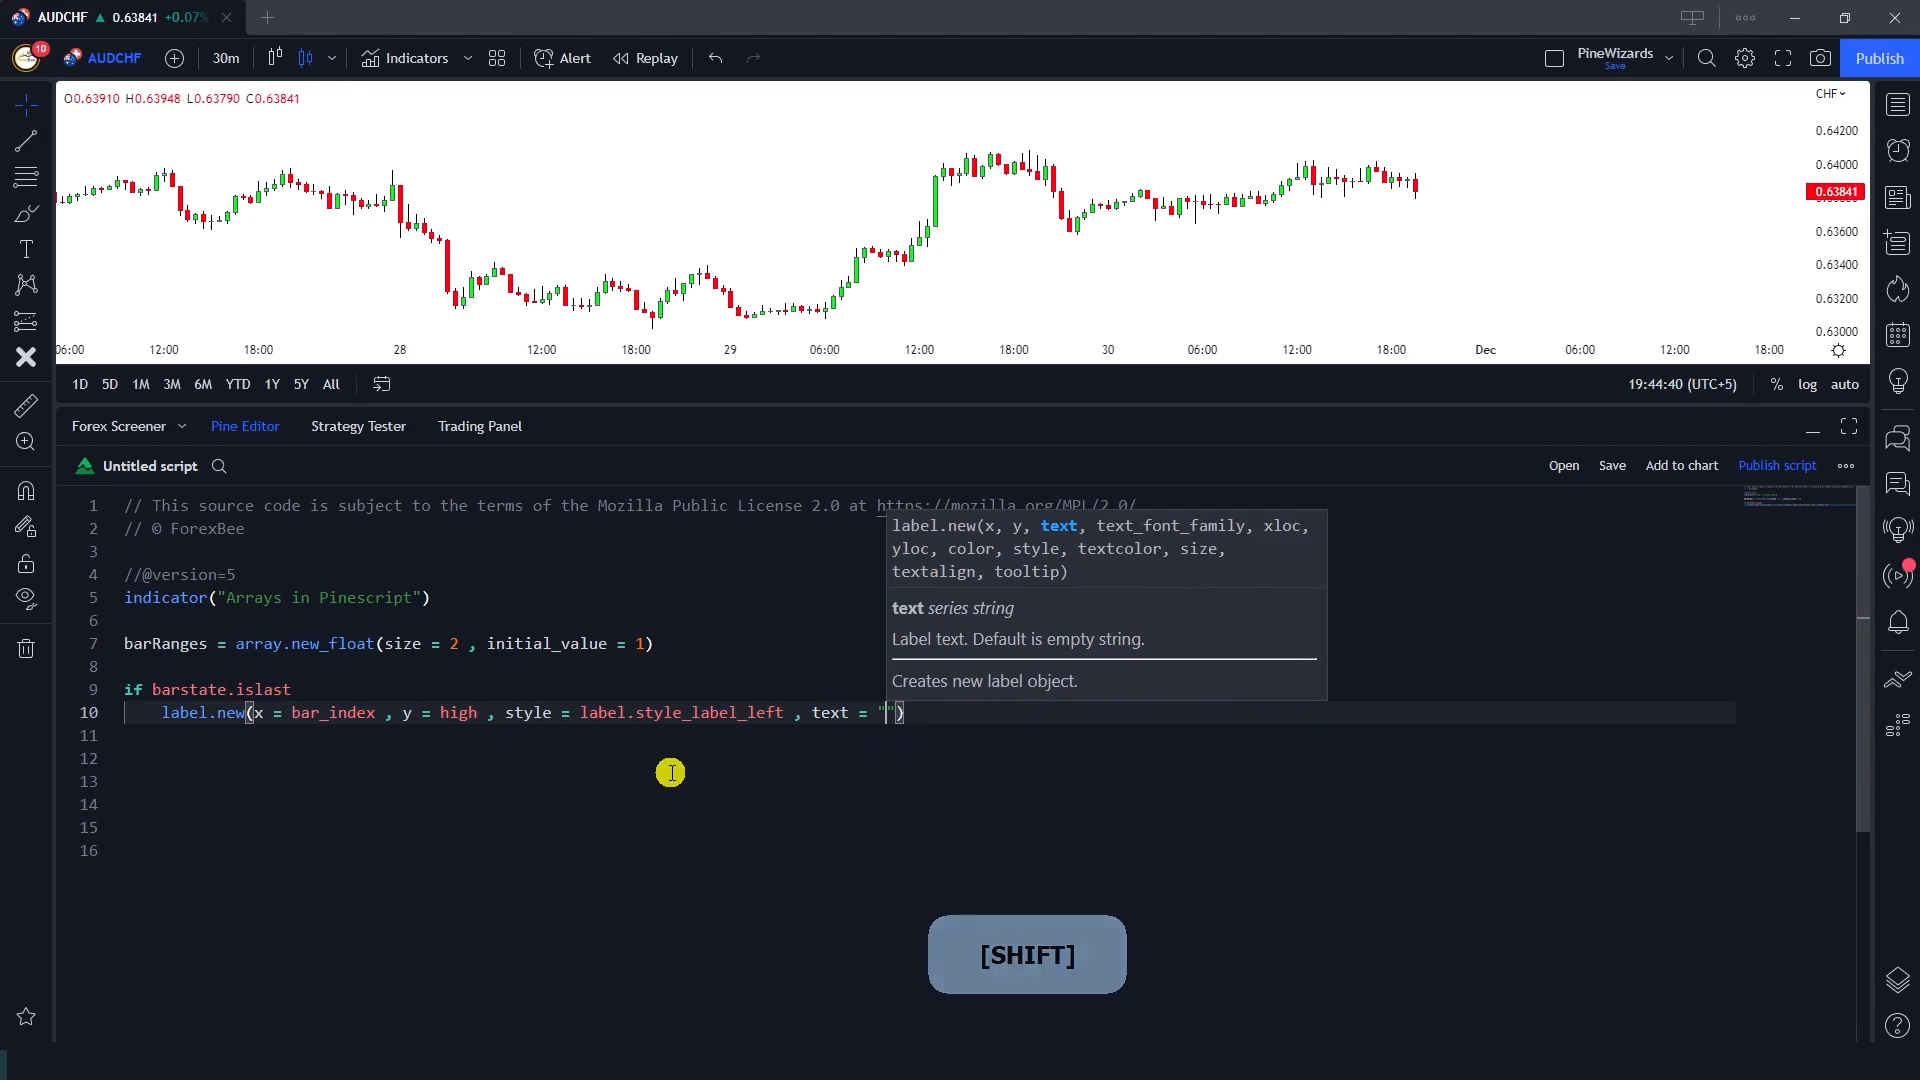 AUDCHF ▲ 0.63841 +0.07%
10
AUDCHF
30m
Indicators
Alert
Replay
PineWizards
Save
Publish
O0.63910 H0.63948 L0.63790 C0.63841
CHF
0.64200
0.64000
0.63841
0.63600
0.63400
0.63200
0.63000
06:00 12:00 18:00 28 12:00 18:00 29 06:00 12:00 18:00 30 06:00 12:00 18:00 Dec 06:00 12:00 18:00
1D 5D 1M 3M 6M YTD 1Y 5Y All
19:44:40 (UTC+5) % log auto
Forex Screener Pine Editor Strategy Tester Trading Panel
Untitled script
Open Save Add to chart Publish script
1 // This source code is subject to the terms of the Mozilla Public License 2.0 at https://mozilla.org/MPL/2.0/
2 // © ForexBee
3
4 //@version=5
5 indicator("Arrays in Pinescript")
6
7 barRanges = array.new_float(size = 2 , initial_value = 1)
8
9 if barstate.islast
10 label.new(x = bar_index , y = high , style = label.style_label_left , text = "")
11
12
13
14
15
16
label.new(x, y, text, text_font_family, xloc,
yloc, color, style, textcolor, size,
textalign, tooltip)
text series string
Label text. Default is empty string.
Creates new label object.
[SHIFT]